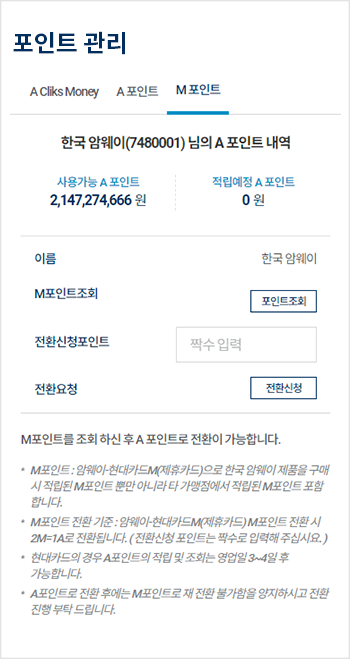 포인트 관리
A Cliks Money A 포인트 M 포인트
한국 암웨이(7480001) 님의 A 포인트 내역
사용가능 A 포인트 적립예정 A 포인트
2,147,274,666 원 0 원
이름 한국 암웨이
M포인트조회 포인트조회
전환신청포인트 짝수 입력
전환요청 전환신청
M포인트를 조회 하신 후 A 포인트로 전환이 가능합니다.
* M포인트 : 암웨이-현대카드M(제휴카드)으로 한국 암웨이 제품을 구매
시 적립된 M포인트 뿐만 아니라 타 가맹점에서 적립된 M포인트 포함
합니다.
* M포인트 전환 기준 : 암웨이-현대카드M(제휴카드) M포인트 전환 시
2M=1A로 전환됩니다. ( 전환신청 포인트는 짝수로 입력해 주십시요. )
* 현대카드의 경우 A포인트의 적립 및 조회는 영업일 3~4일 후
가능합니다.
* A포인트로 전환 후에는 M포인트로 재 전환 불가함을 양지하시고 전환
진행 부탁 드립니다.